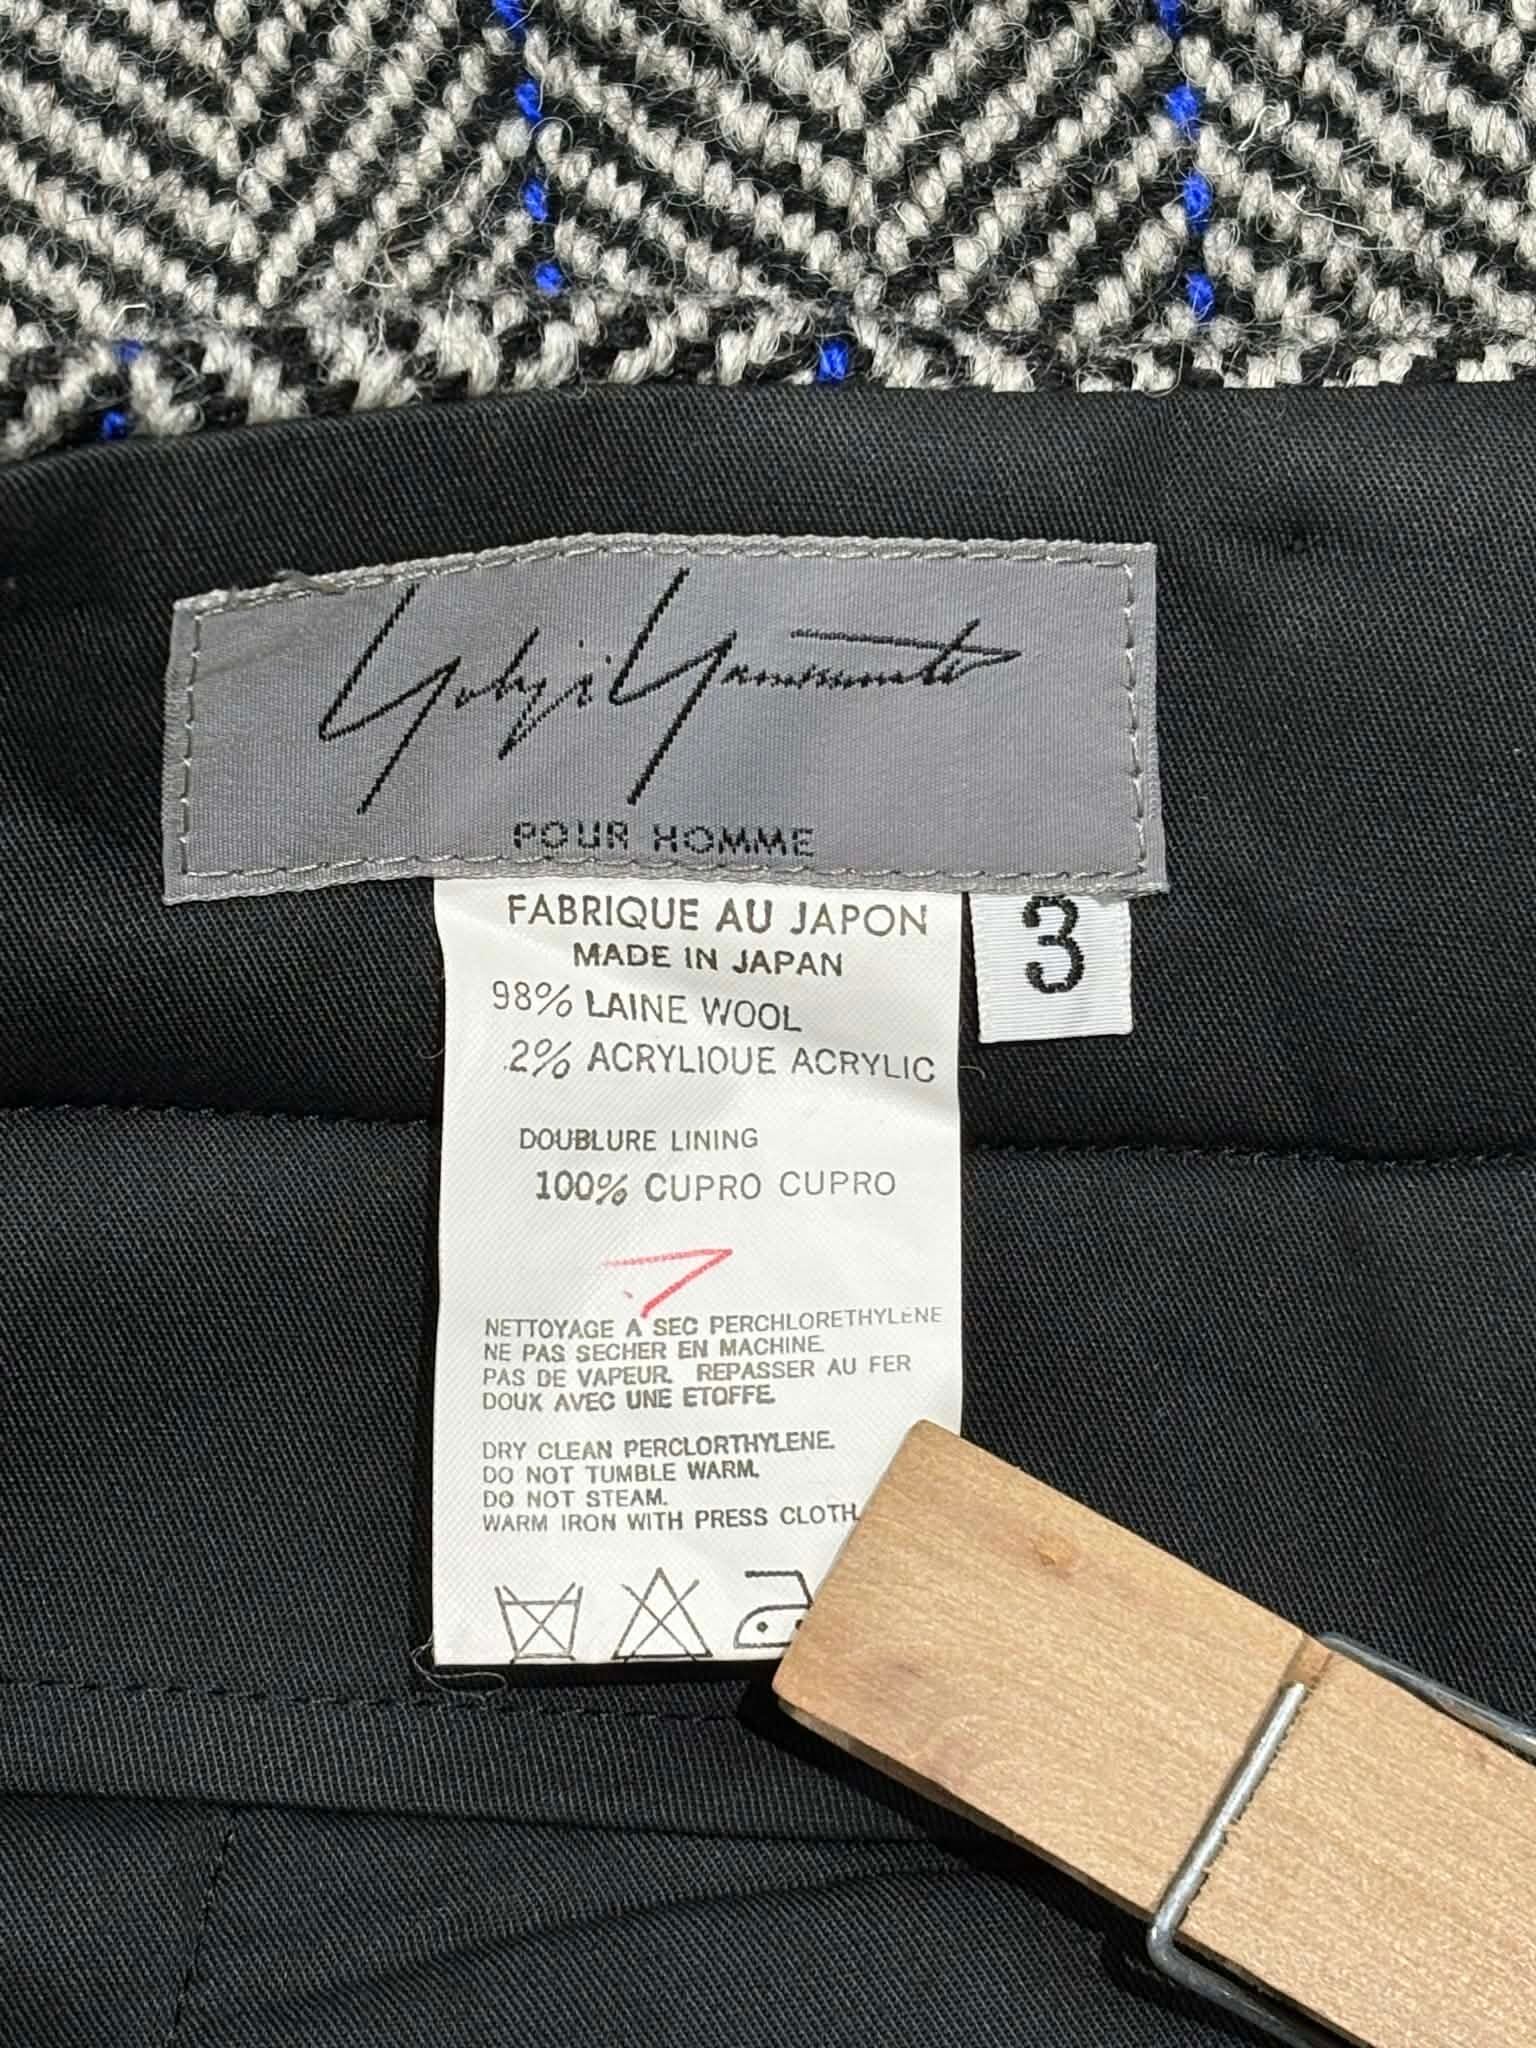 Yohji Yamamoto
POUR HOMME
FABRIQUE AU JAPON
MADE IN JAPAN
3
98% LAINE WOOL
2% ACRYLIQUE ACRYLIC
DOUBLURE LINING
100% CUPRO CUPRO
NETTOYAGE A SEC PERCHLORETHYLENE
NE PAS SECHER EN MACHINE.
PAS DE VAPEUR. REPASSER AU FER
DOUX AVEC UNE ETOFFE.
DRY CLEAN PERCLORTHYLENE.
DO NOT TUMBLE WARM.
DO NOT STEAM.
WARM IRON WITH PRESS CLOTH.